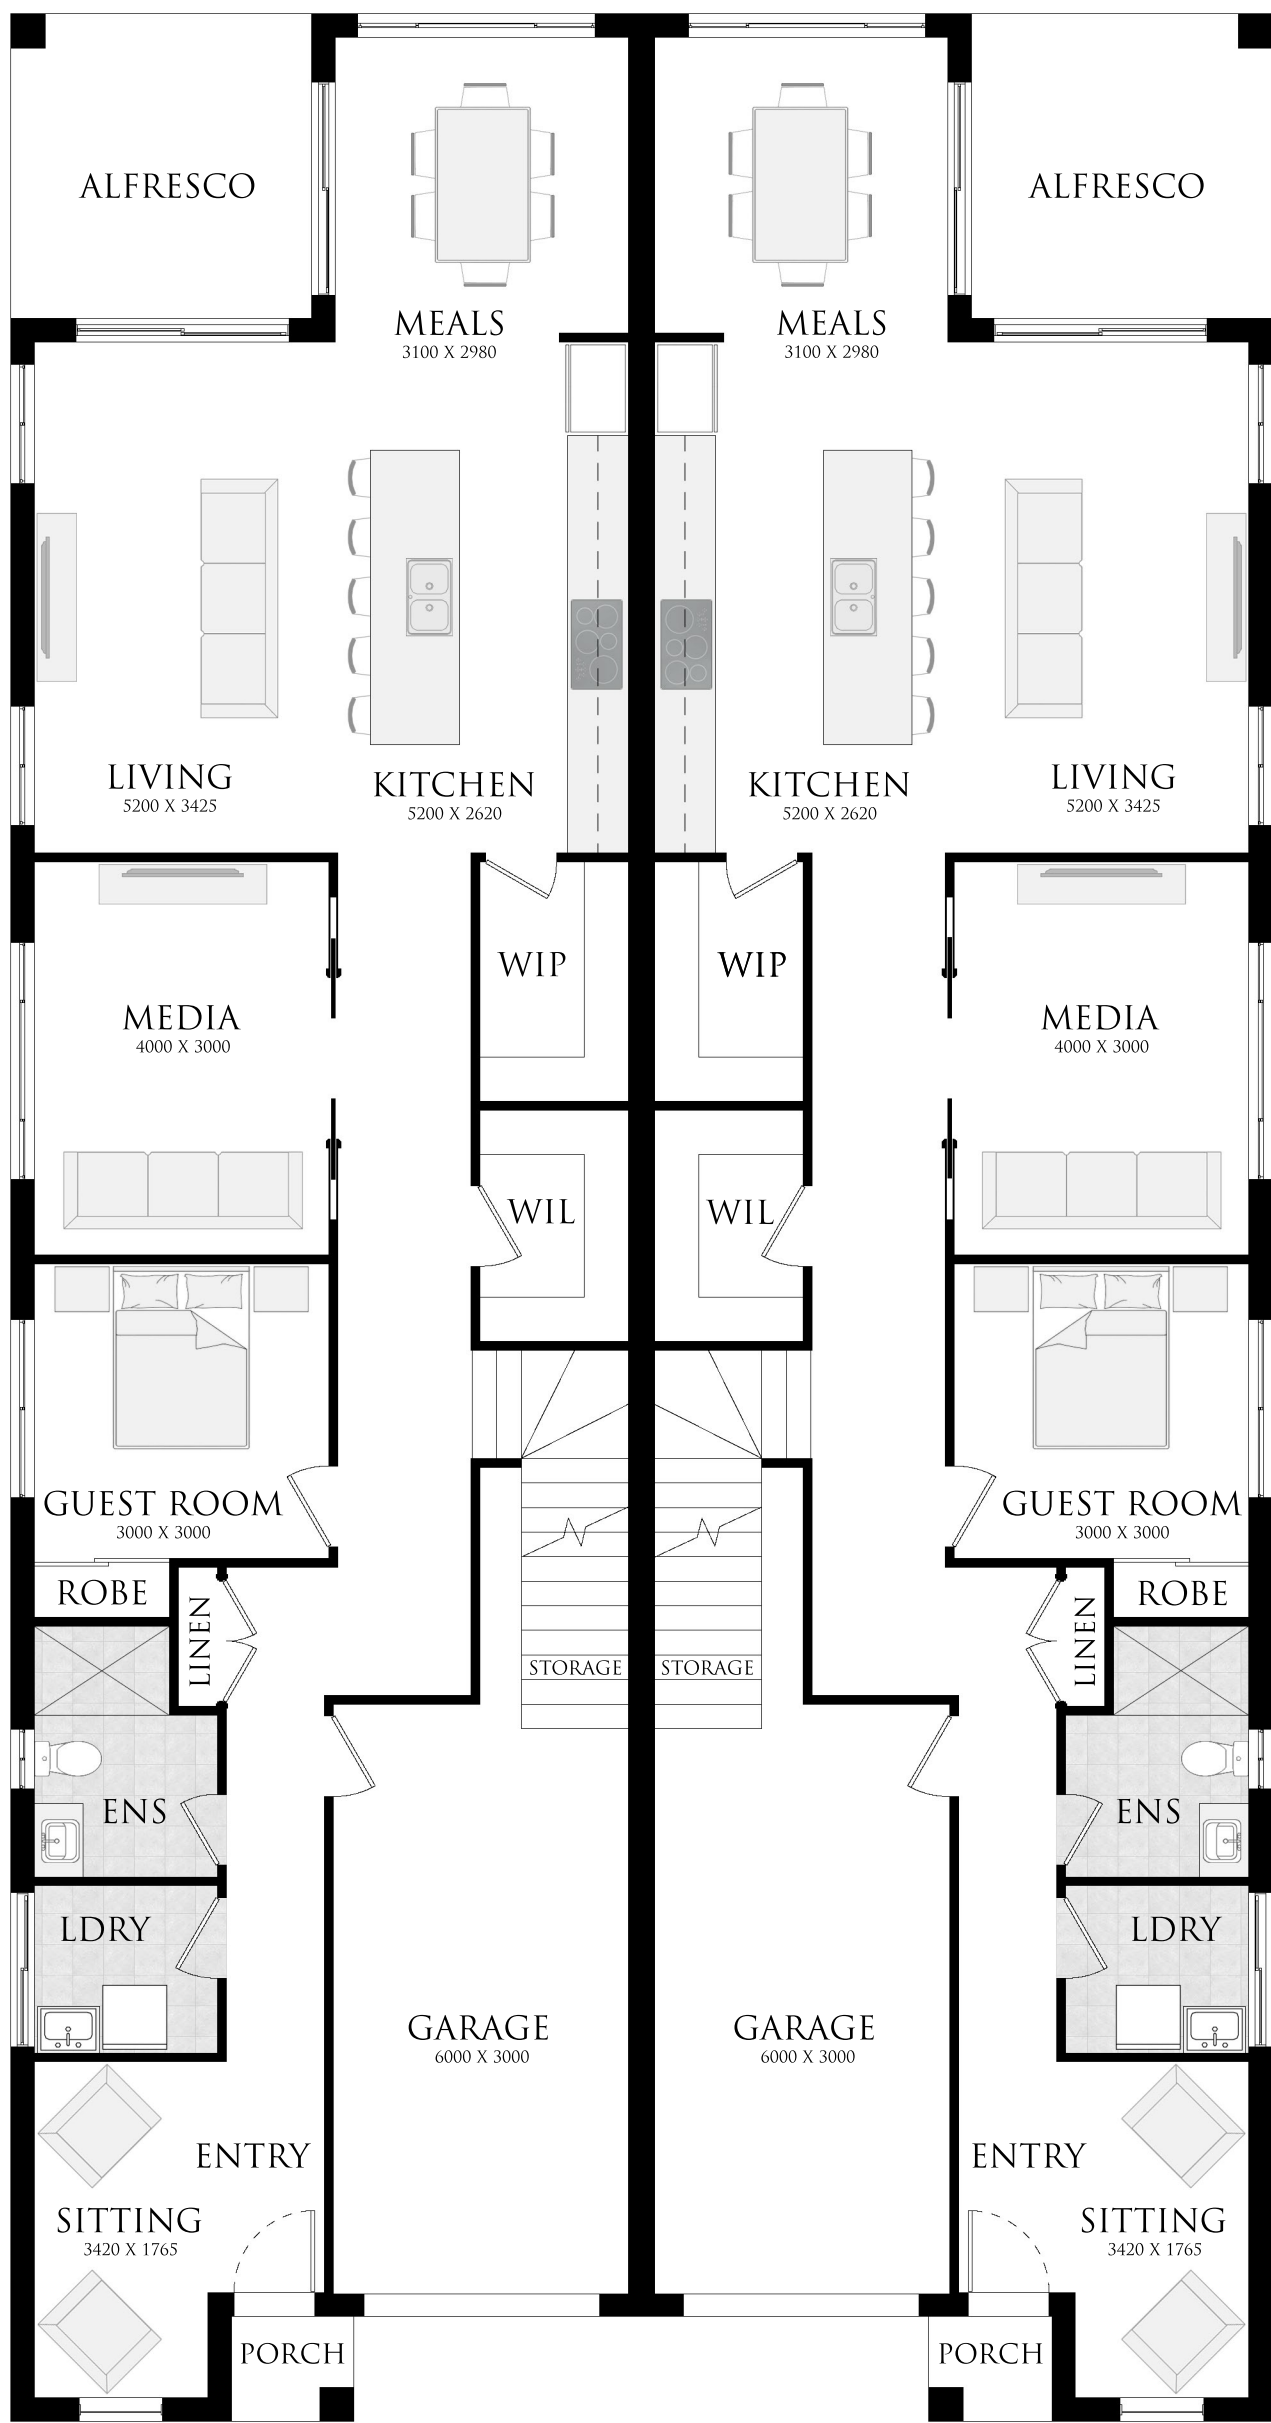 ALFRESCO
ALFRESCO
MEALS
3100 X 2980
MEALS
3100 X 2980
LIVING
5200 X 3425
KITCHEN
5200 X 2620
KITCHEN
5200 X 2620
LIVING
5200 X 3425
WIP
WIP
MEDIA
4000 X 3000
MEDIA
4000 X 3000
WIL
WIL
GUEST ROOM
3000 X 3000
GUEST ROOM
3000 X 3000
ROBE
LINEN
LINEN
ROBE
STORAGE
STORAGE
ENS
ENS
LDRY
LDRY
GARAGE
6000 X 3000
GARAGE
6000 X 3000
ENTRY
ENTRY
SITTING
3420 X 1765
SITTING
3420 X 1765
PORCH
PORCH